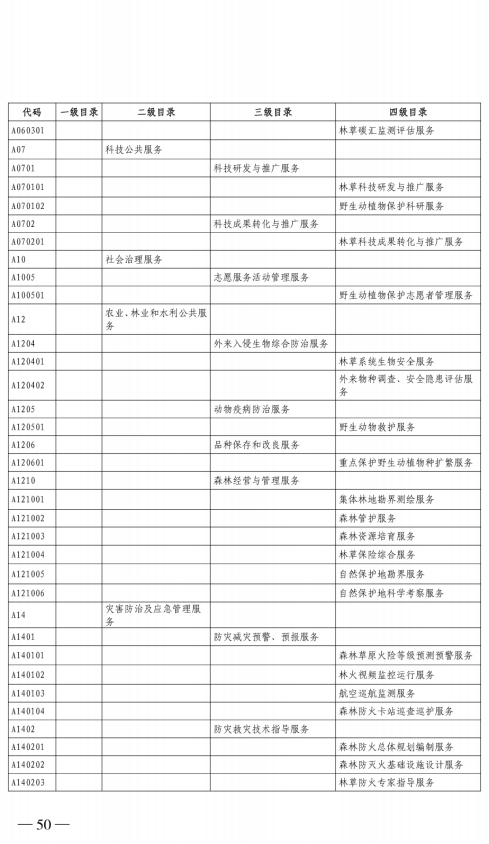 代码 一级目录 二级目录 三级目录 四级目录
A060301 林草碳汇监测评估服务
A07 科技公共服务
A0701 科技研发与推广服务
A070101 林草科技研发与推广服务
A070102 野生动植物保护科研服务
A0702 科技成果转化与推广服务
A070201 林草科技成果转化与推广服务
A10 社会治理服务
A1005 志愿服务活动管理服务
A100501 野生动植物保护志愿者管理服务
A12 农业、林业和水利公共服
务
A1204 外来入侵生物综合防治服务
A120401 林草系统生物安全服务
A120402 外来物种调查、安全隐患评估服
务
A1205 动物疫病防治服务
A120501 野生动物救护服务
A1206 品种保存和改良服务
A120601 重点保护野生动植物种扩繁服务
A1210 森林经营与管理服务
A121001 集体林地勘界测绘服务
A121002 森林管护服务
A121003 森林资源培育服务
A121004 林草保险综合服务
A121005 自然保护地勘界服务
A121006 自然保护地科学考察服务
A14 灾害防治及应急管理服
务
A1401 防灾减灾预警、预报服务
A140101 森林草原火险等级预测预警服务
A140102 林火视频监控运行服务
A140103 航空巡航监测服务
A140104 森林防火卡站巡查巡护服务
A1402 防灾救灾技术指导服务
A140201 森林防火总体规划编制服务
A140202 森林防灭火基础设施设计服务
A140203 林草防火专家指导服务
— 50 —